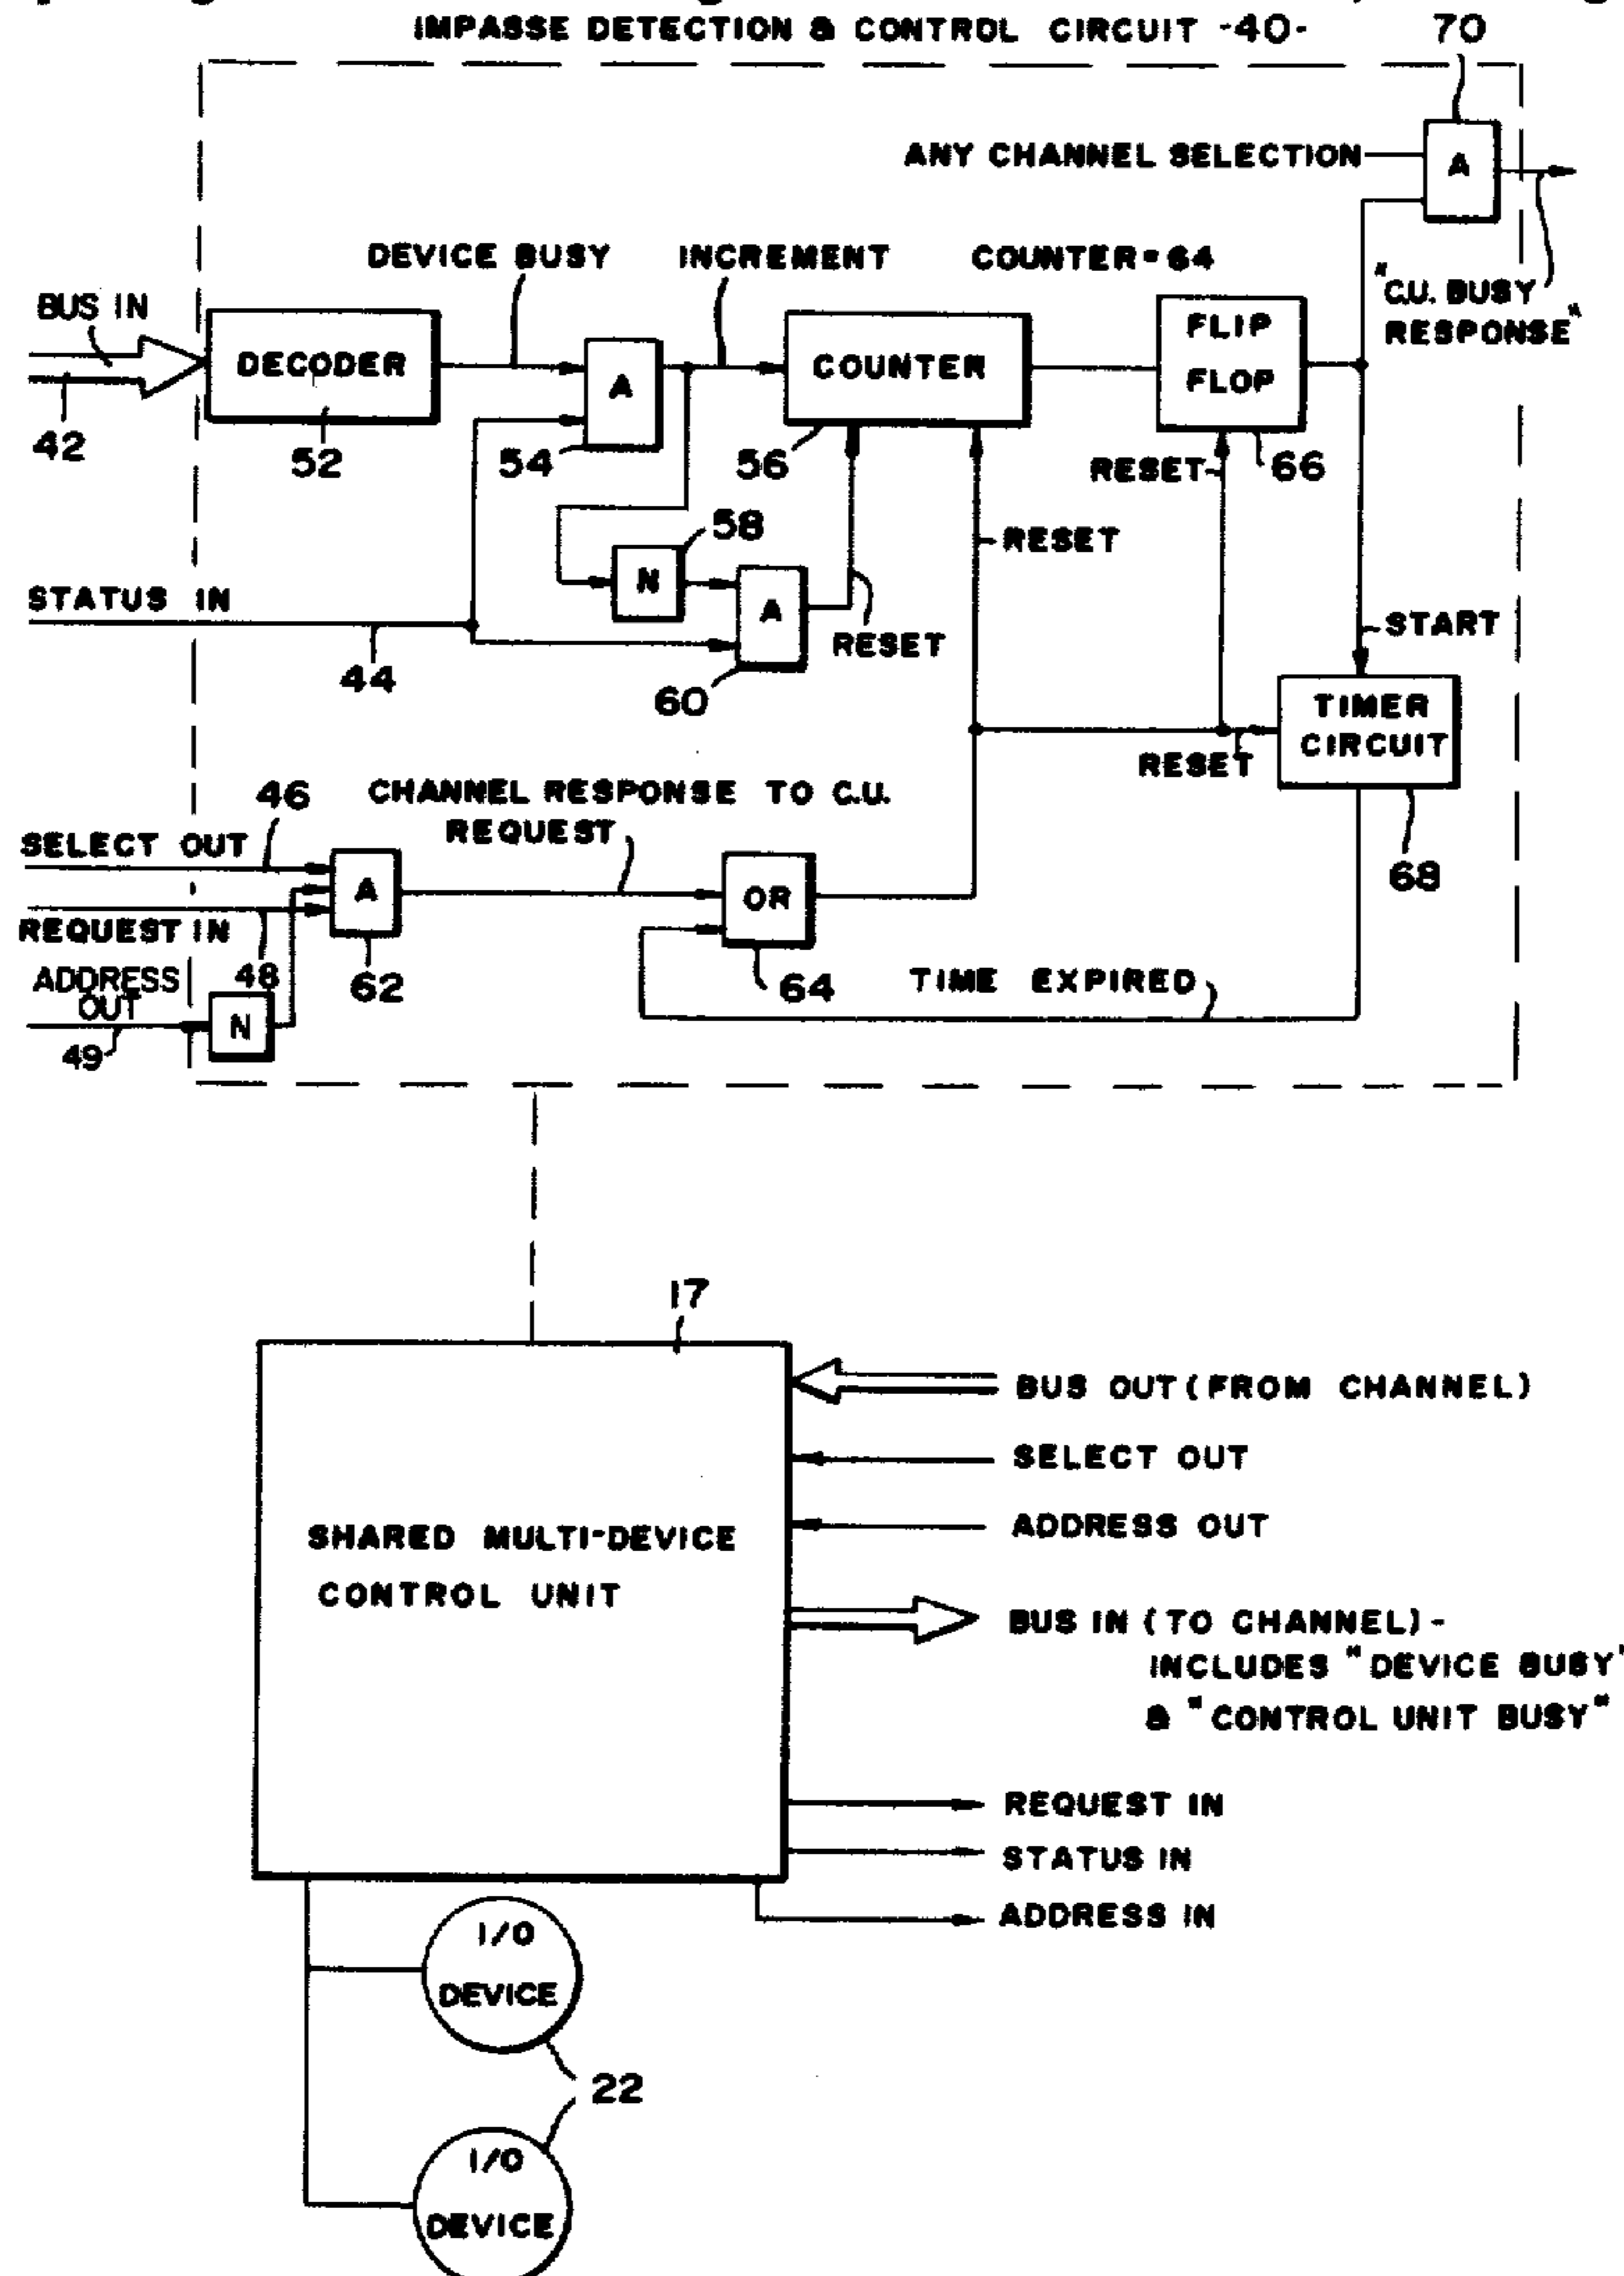 IMPASSE DETECTION & CONTROL CIRCUIT -40-
70
ANY CHANNEL SELECTION
A
DEVICE BUSY
INCREMENT
COUNTER=64
"C.U. BUSY
RESPONSE"
BUS IN
42
DECODER
52
A
54
COUNTER
56
FLIP
FLOP
66
RESET
RESET
58
N
STATUS IN
44
A
60
RESET
START
TIMER
CIRCUIT
68
RESET
46
CHANNEL RESPONSE TO C.U.
REQUEST
SELECT OUT
A
62
REQUEST IN
48
OR
64
TIME EXPIRED
ADDRESS
OUT
49
N
17
SHARED MULTI-DEVICE
CONTROL UNIT
BUS OUT (FROM CHANNEL)
SELECT OUT
ADDRESS OUT
BUS IN (TO CHANNEL)-
INCLUDES "DEVICE BUSY"
& "CONTROL UNIT BUSY"
REQUEST IN
STATUS IN
ADDRESS IN
I/O
DEVICE
22
I/O
DEVICE